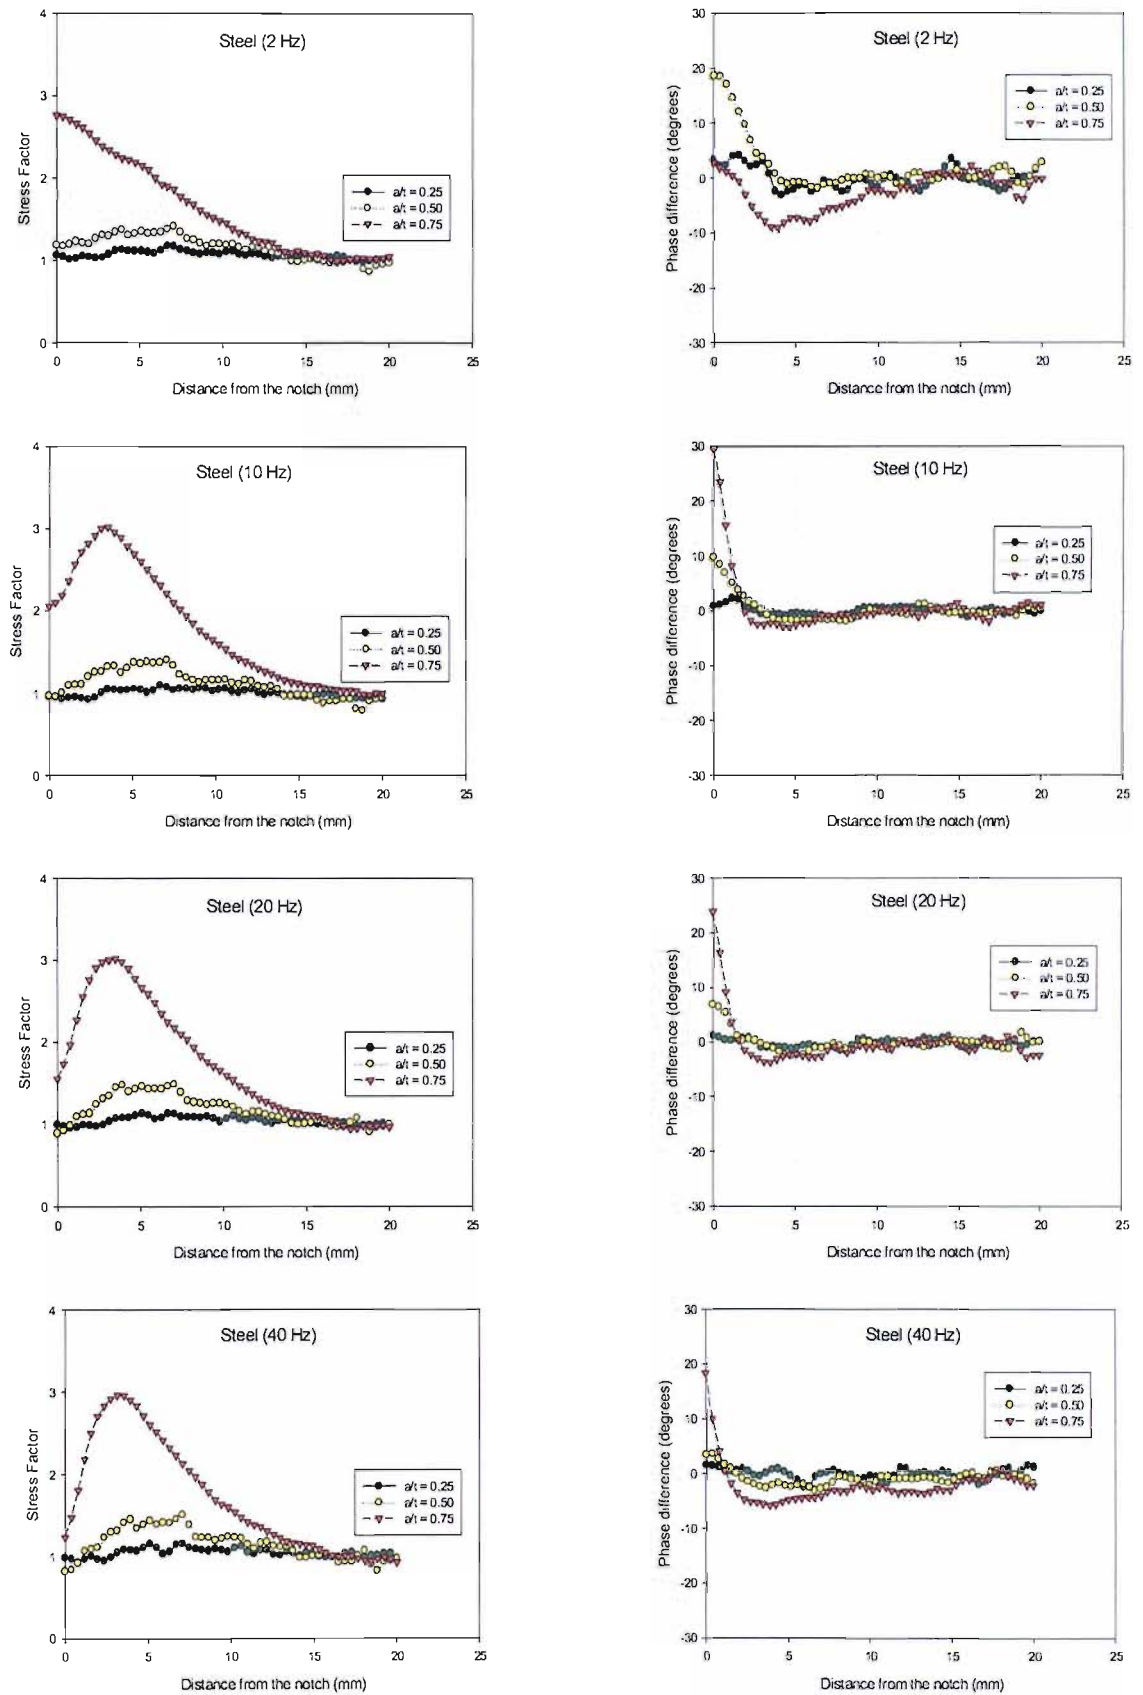 Steel (2 Hz)
Stress Factor
4
3
2
1
0
a/t = 0.25
a/t = 0.50
a/t = 0.75
0 5 10 15 20 25
Distance from the notch (mm)
Steel (2 Hz)
Phase difference (degrees)
30
20
10
0
-10
-20
-30
a/t = 0.25
a/t = 0.50
a/t = 0.75
0 5 10 15 20 25
Distance from the notch (mm)
Steel (10 Hz)
Stress Factor
4
3
2
1
0
a/t = 0.25
a/t = 0.50
a/t = 0.75
0 5 10 15 20 25
Distance from the notch (mm)
Steel (10 Hz)
Phase difference (degrees)
30
20
10
0
-10
-20
-30
a/t = 0.25
a/t = 0.50
a/t = 0.75
0 5 10 15 20 25
Distance from the notch (mm)
Steel (20 Hz)
Stress Factor
4
3
2
1
0
a/t = 0.25
a/t = 0.50
a/t = 0.75
0 5 10 15 20 25
Distance from the notch (mm)
Steel (20 Hz)
Phase difference (degrees)
30
20
10
0
-10
-20
-30
a/t = 0.25
a/t = 0.50
a/t = 0.75
0 5 10 15 20 25
Distance from the notch (mm)
Steel (40 Hz)
Stress Factor
4
3
2
1
0
a/t = 0.25
a/t = 0.50
a/t = 0.75
0 5 10 15 20 25
Distance from the notch (mm)
Steel (40 Hz)
Phase difference (degrees)
30
20
10
0
-10
-20
-30
a/t = 0.25
a/t = 0.50
a/t = 0.75
0 5 10 15 20 25
Distance from the notch (mm)